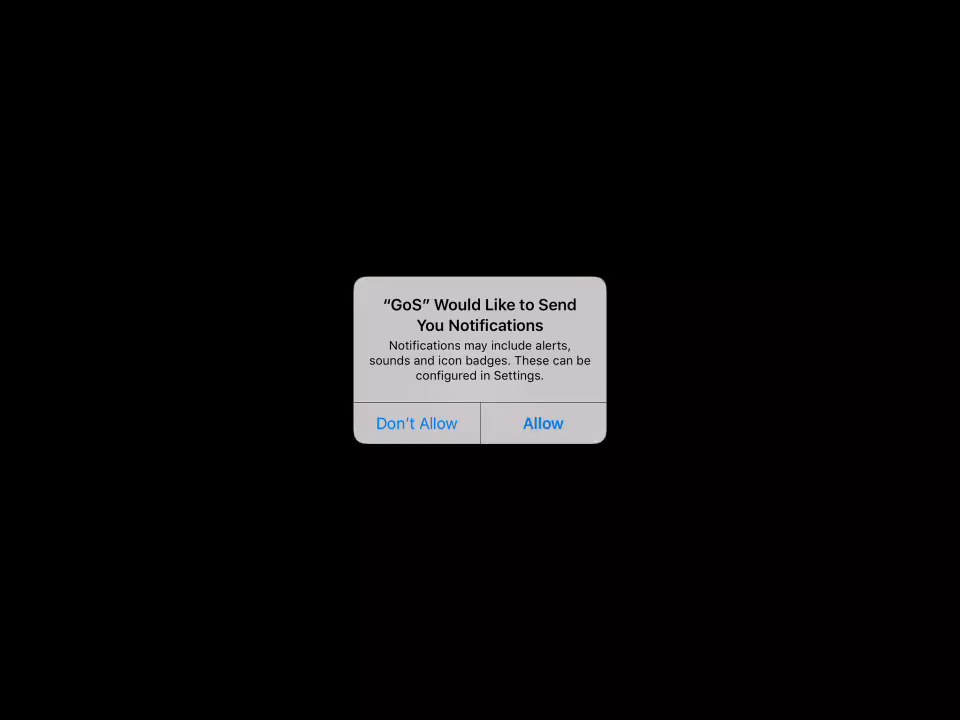 “GoS” Would Like to Send
You Notifications
Notifications may include alerts,
sounds and icon badges. These can be
configured in Settings.
Don’t Allow
Allow